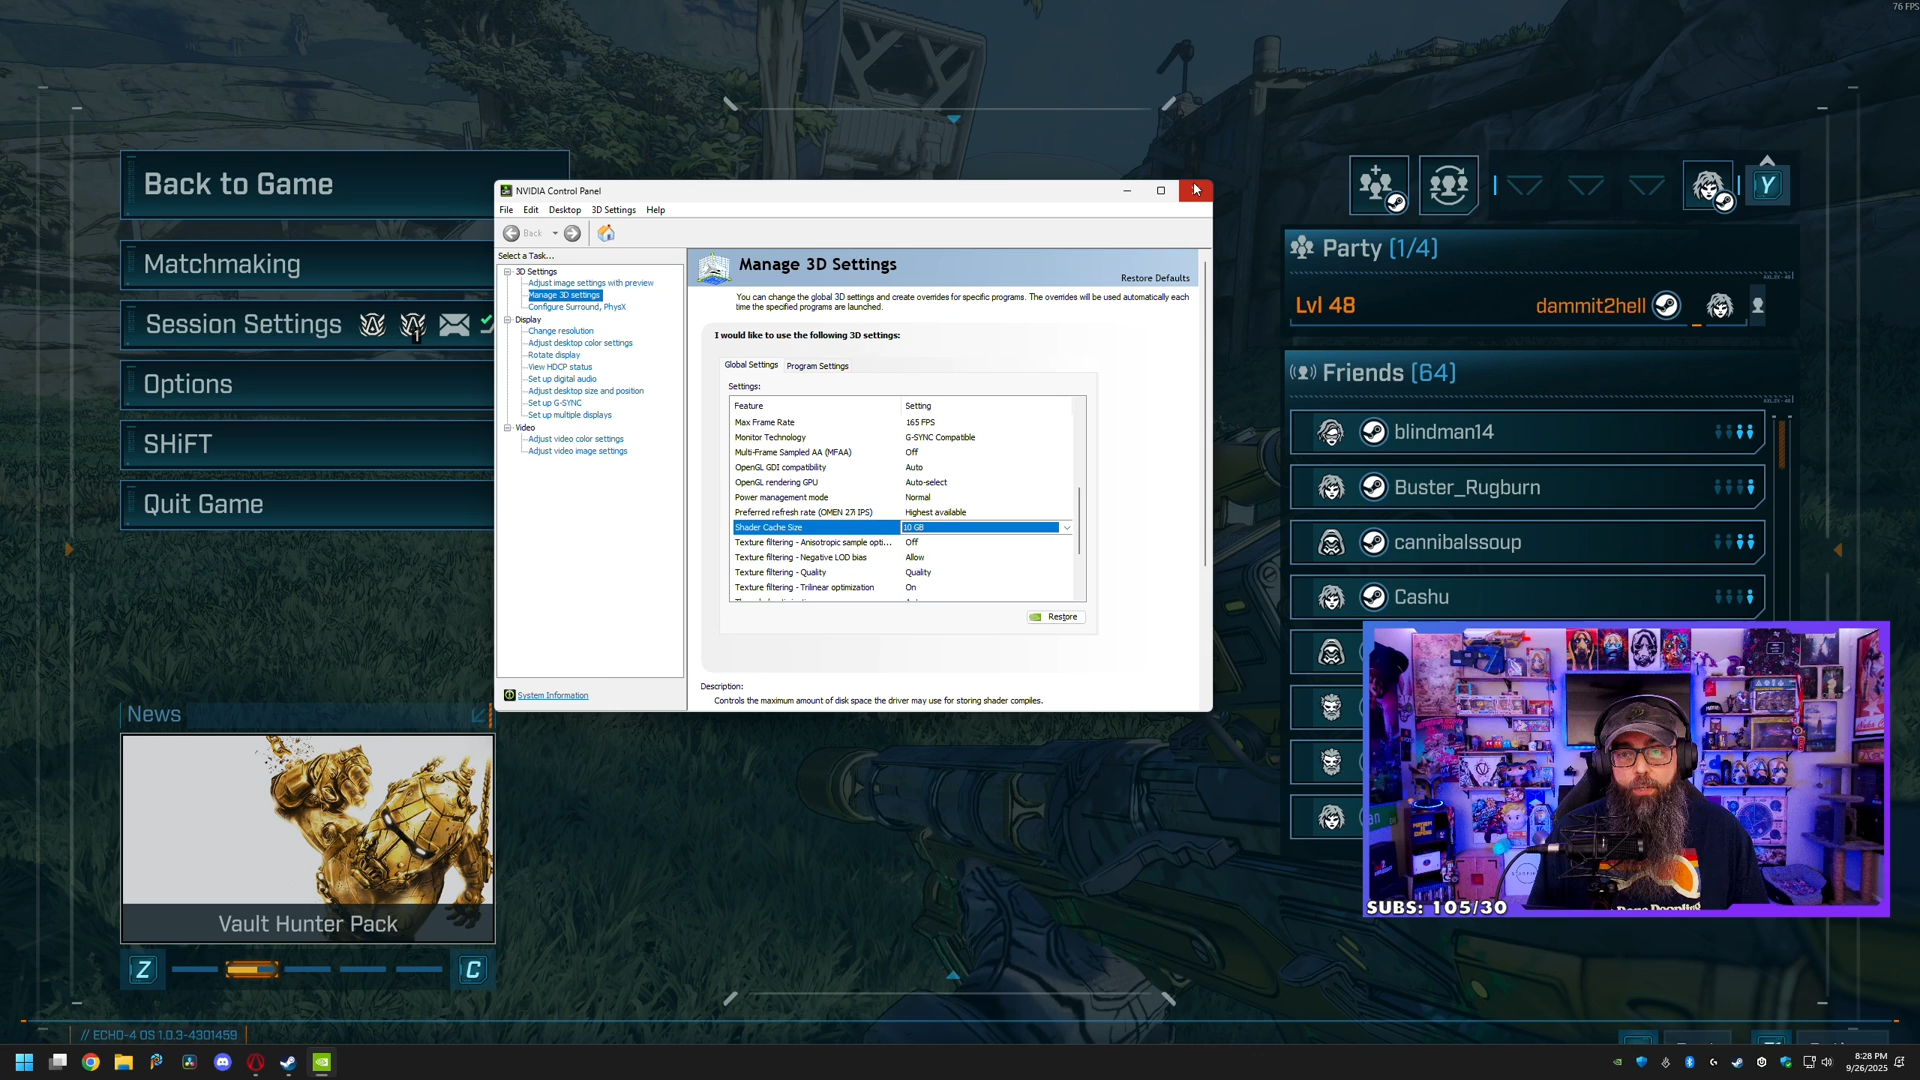 76 FPS
Back to Game
Matchmaking
Session Settings
1
Options
SHiFT
Quit Game
News
Vault Hunter Pack
Z
C
// ECHO-4 OS 1.0.3-4301459
NVIDIA Control Panel
File Edit Desktop 3D Settings Help
Back
Select a Task...
3D Settings
Adjust image settings with preview
Manage 3D settings
Configure Surround, PhysX
Display
Change resolution
Adjust desktop color settings
Rotate display
View HDCP status
Set up digital audio
Adjust desktop size and position
Set up G-SYNC
Set up multiple displays
Video
Adjust video color settings
Adjust video image settings
System Information
Manage 3D Settings
Restore Defaults
You can change the global 3D settings and create overrides for specific programs. The overrides will be used automatically each
time the specified programs are launched.
I would like to use the following 3D settings:
Global Settings Program Settings
Settings:
Feature Setting
Max Frame Rate 165 FPS
Monitor Technology G-SYNC Compatible
Multi-Frame Sampled AA (MFAA) Off
OpenGL GDI compatibility Auto
OpenGL rendering GPU Auto-select
Power management mode Normal
Preferred refresh rate (OMEN 27i IPS) Highest available
Shader Cache Size 10 GB
Texture filtering - Anisotropic sample opti... Off
Texture filtering - Negative LOD bias Allow
Texture filtering - Quality Quality
Texture filtering - Trilinear optimization On
Restore
Description:
Controls the maximum amount of disk space the driver may use for storing shader compiles.
Y
Party (1/4)
Lvl 48 dammit2hell
Friends (64)
blindman14
Buster_Rugburn
cannibalssoup
Cashu
SUBS: 105/30
8:28 PM
9/26/2025